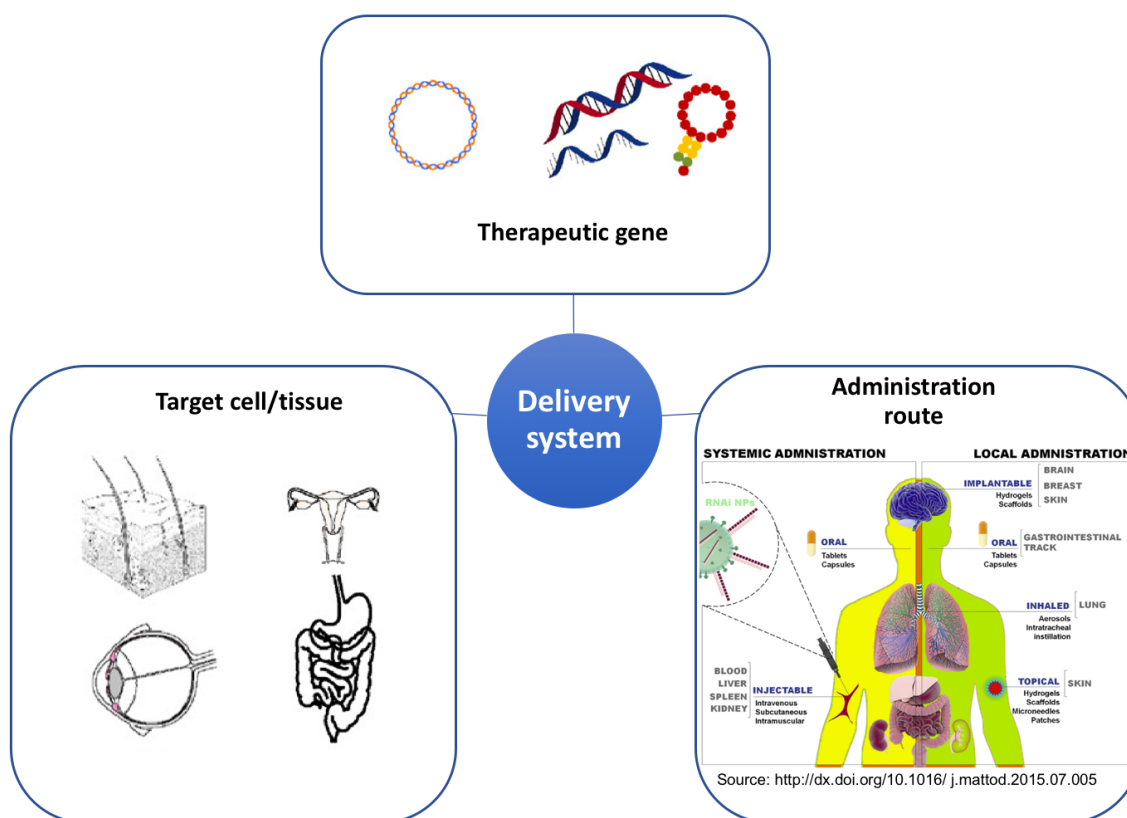 Therapeutic gene
Delivery
system
Target cell/tissue
Administration
route
SYSTEMIC ADMNISTRATION
LOCAL ADMNISTRATION
RNAi NPs
ORAL
Tablets
Capsules
BLOOD
LIVER
SPLEEN
KIDNEY
INJECTABLE
Intravenous
Subcutaneous
Intramuscular
IMPLANTABLE
Hydrogels
Scaffolds
BRAIN
BREAST
SKIN
ORAL
Tablets
Capsules
GASTROINTESTINAL
TRACK
INHALED
Aerosols
Intratracheal
instillation
LUNG
TOPICAL
Hydrogels
Scaffolds
Microneedles
Patches
SKIN
Source: http://dx.doi.org/10.1016/ j.mattod.2015.07.005